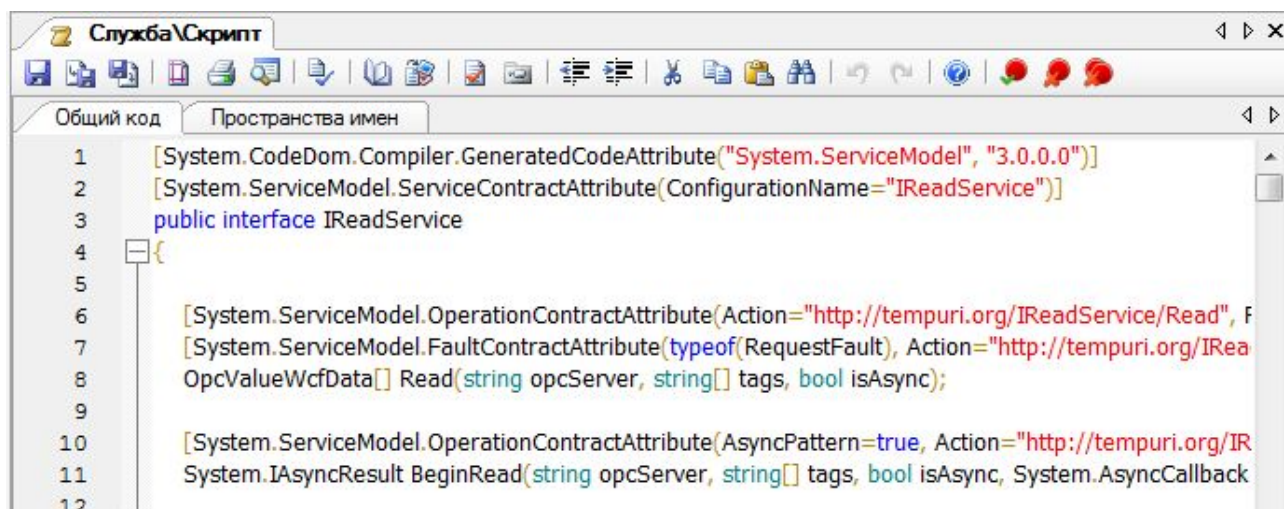 Служба\Скрипт
Общий код Пространства имен
1 [System.CodeDom.Compiler.GeneratedCodeAttribute("System.ServiceModel", "3.0.0.0")]
2 [System.ServiceModel.ServiceContractAttribute(ConfigurationName="IReadService")]
3 public interface IReadService
4 {
5
6 [System.ServiceModel.OperationContractAttribute(Action="http://tempuri.org/IReadService/Read",
7 [System.ServiceModel.FaultContractAttribute(typeof(RequestFault), Action="http://tempuri.org/IRea
8 OpcValueWcfData[] Read(string opcServer, string[] tags, bool isAsync);
9
10 [System.ServiceModel.OperationContractAttribute(AsyncPattern=true, Action="http://tempuri.org/IR
11 System.IAsyncResult BeginRead(string opcServer, string[] tags, bool isAsync, System.AsyncCallback
12